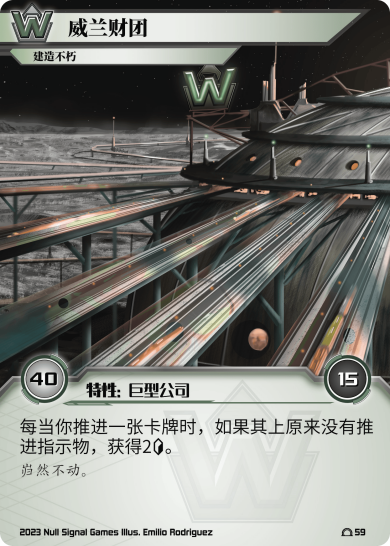 威兰财团
建造不朽
W
40
特性：巨型公司
15
每当你推进一张卡牌时，如果其上原来没有推
进指示物，获得2。
岿然不动。
2023 Null Signal Games Illus. Emilio Rodriguez
59